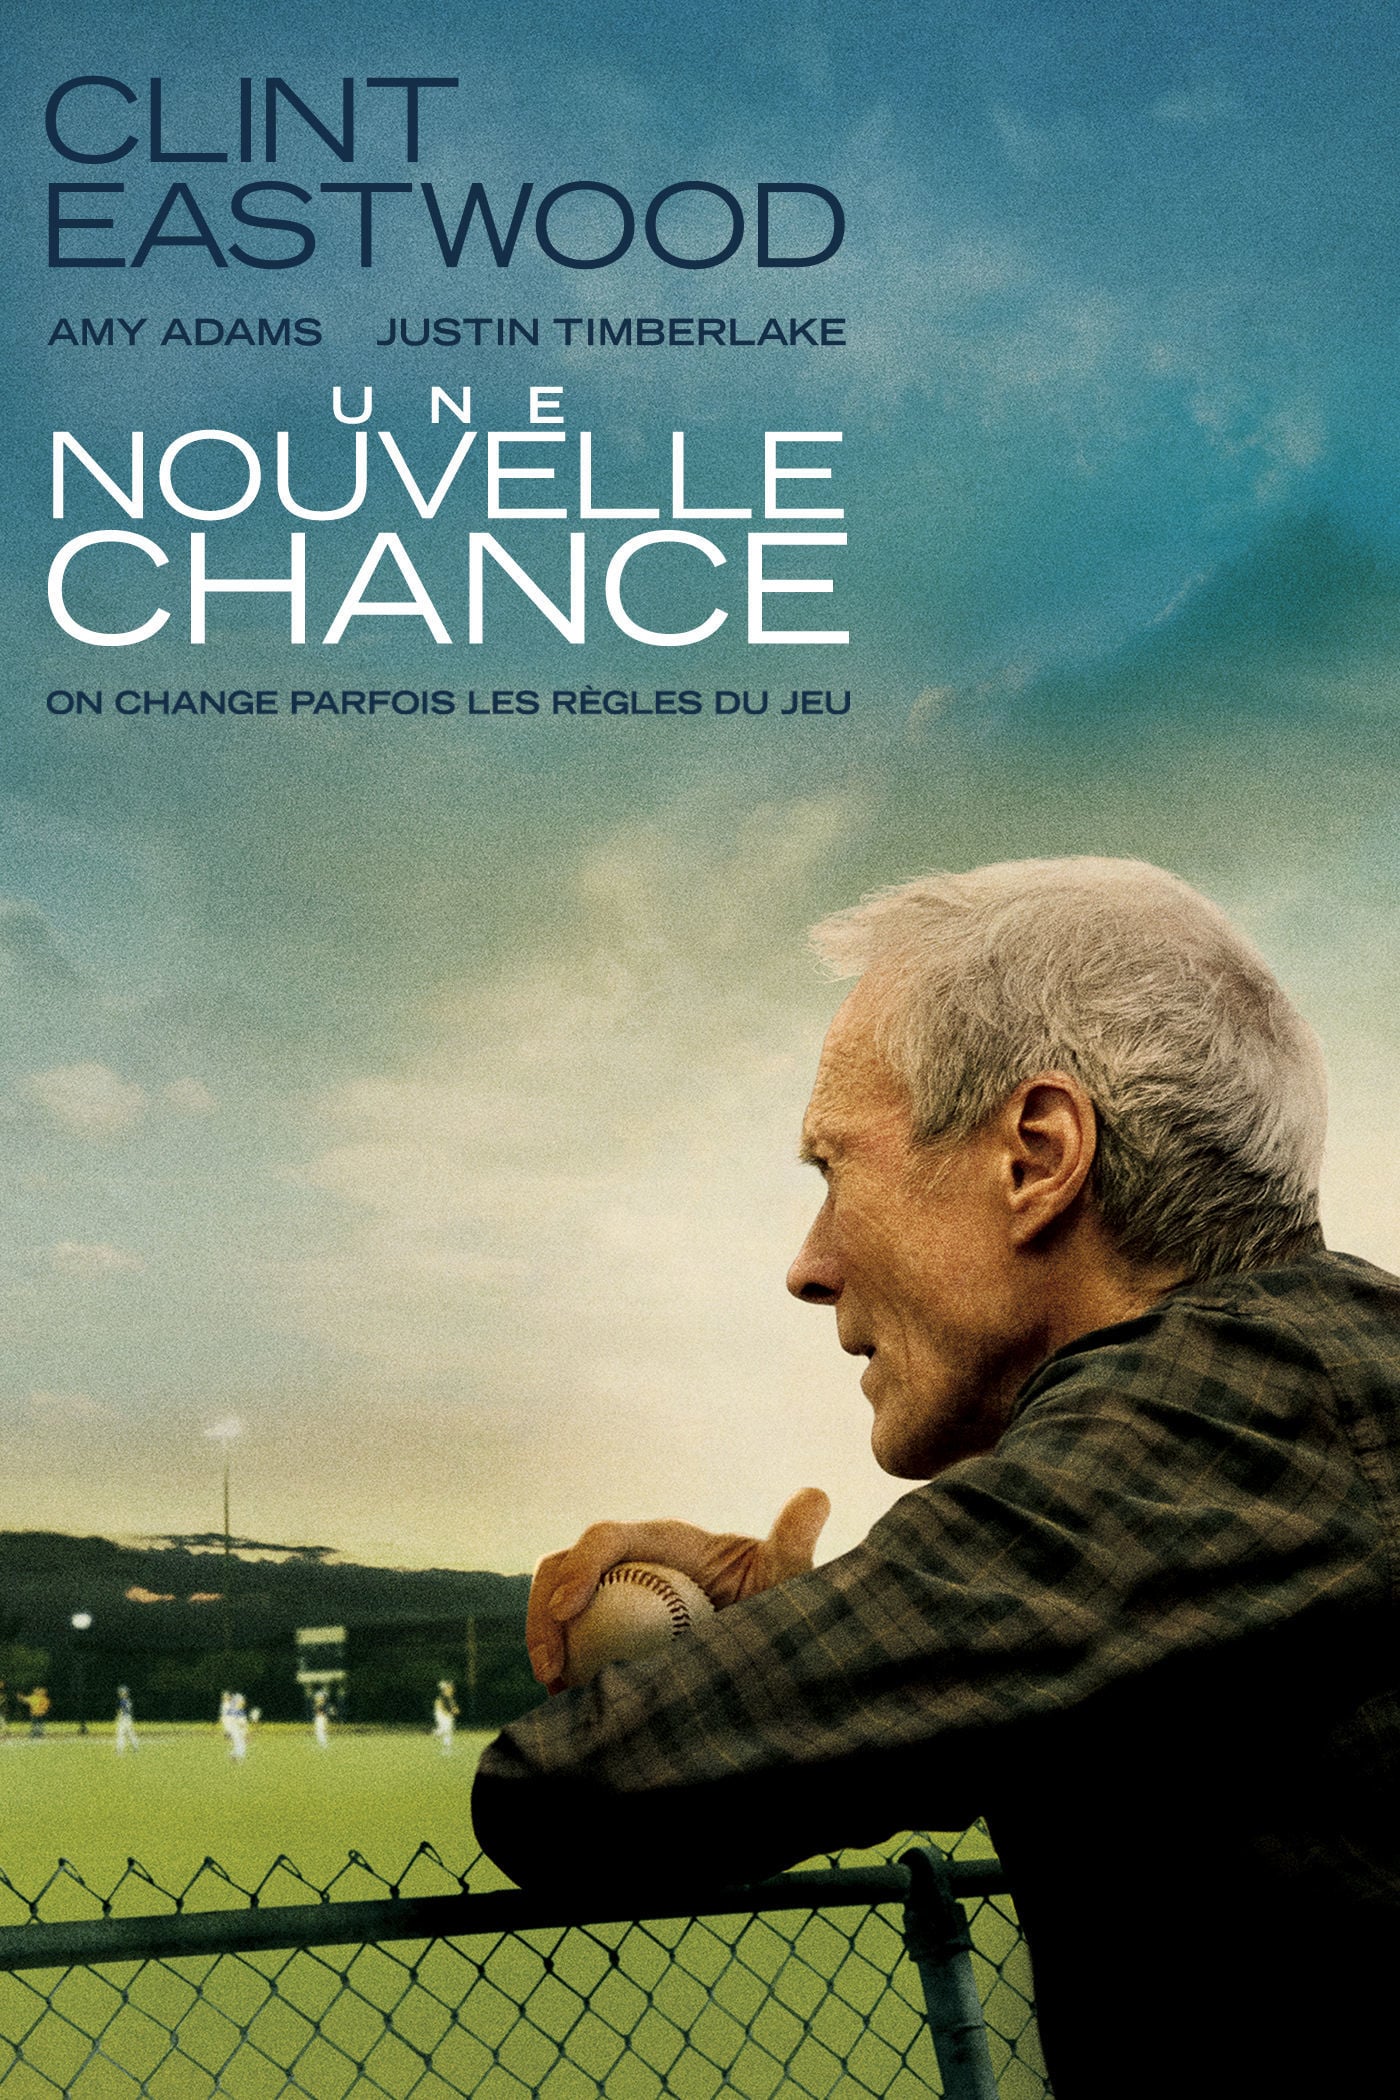 CLINT
EASTWOOD
AMY ADAMS JUSTIN TIMBERLAKE
UNE
NOUVELLE
CHANCE
ON CHANGE PARFOIS LES RÈGLES DU JEU